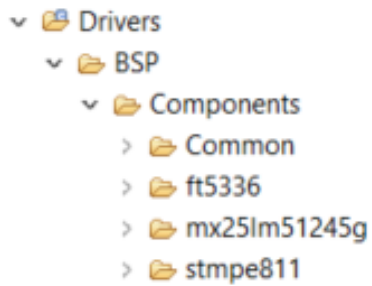 Drivers
BSP
Components
Common
ft5336
mx25lm51245g
stmpe811